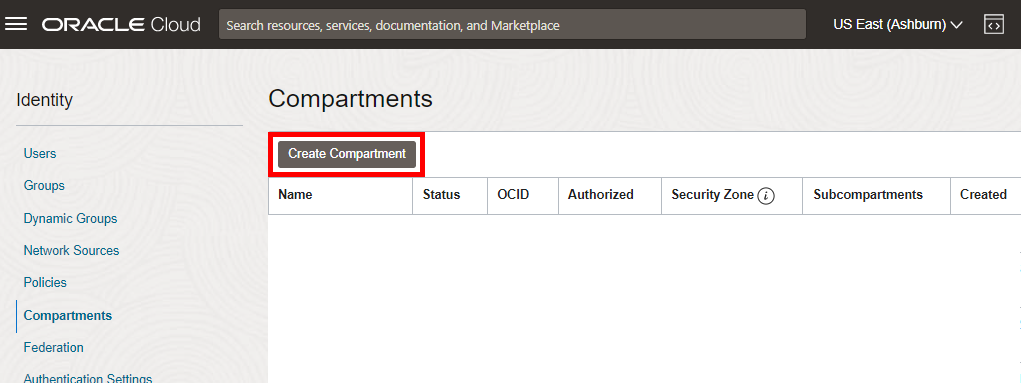 ORACLE Cloud
Search resources, services, documentation, and Marketplace
US East (Ashburn)
Identity
Users
Groups
Dynamic Groups
Network Sources
Policies
Compartments
Federation
Authentication Settings
Compartments
Create Compartment
Name Status OCID Authorized Security Zone i Subcompartments Created